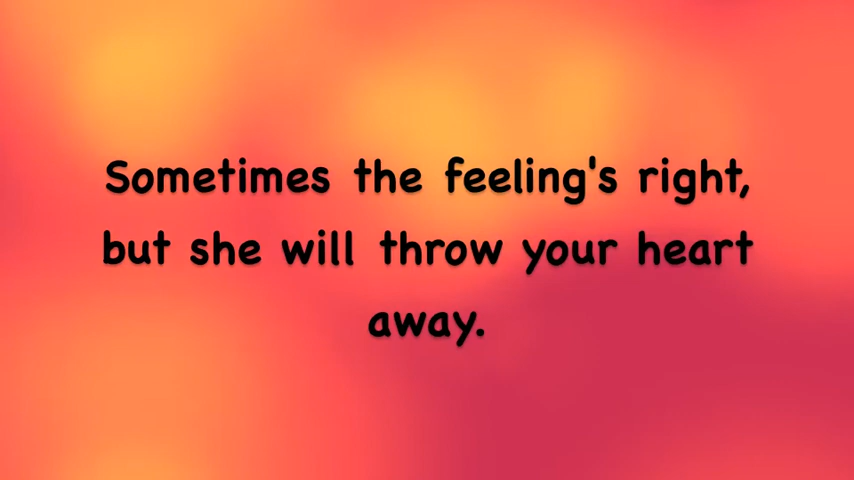 Sometimes the feeling's right,
but she will throw your heart
away.